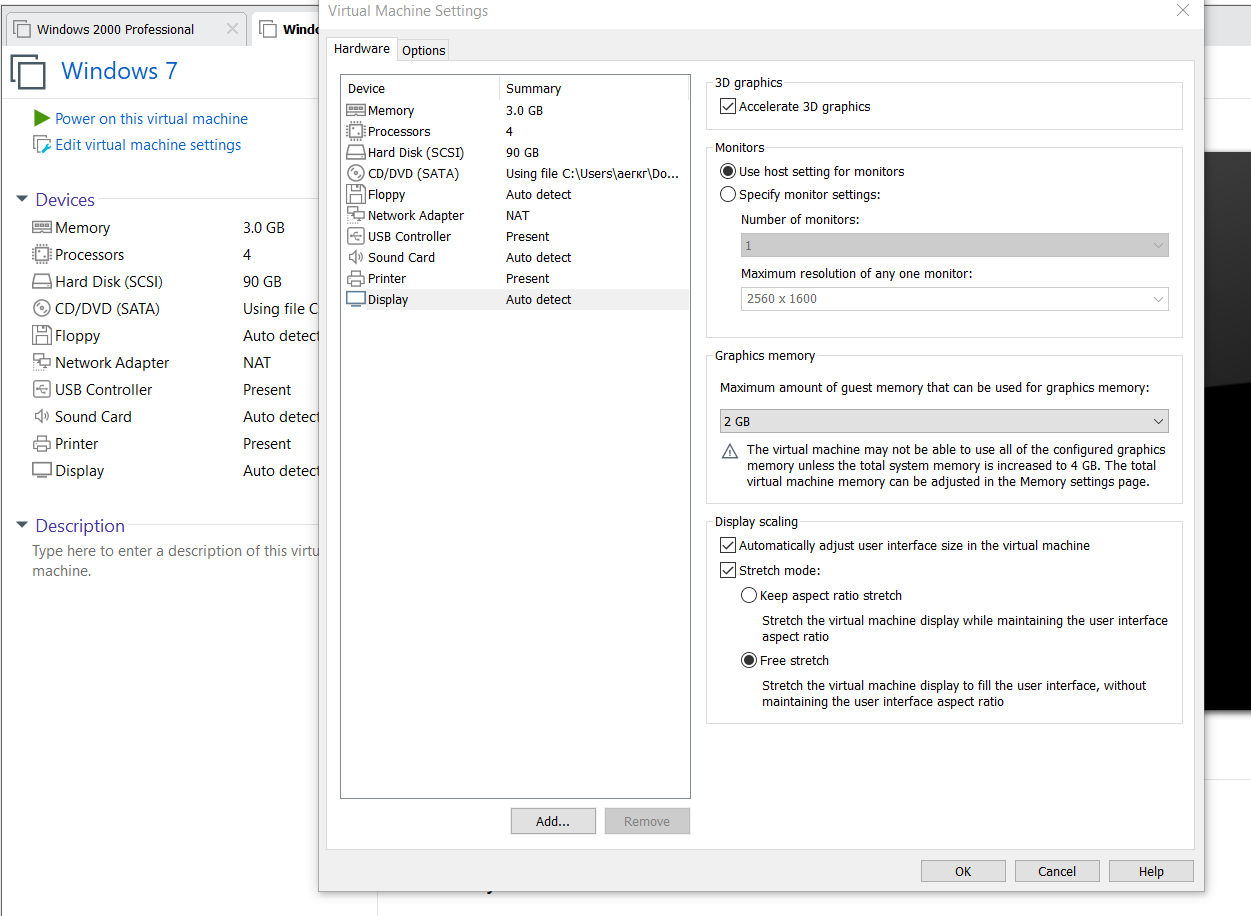 Windows 2000 Professional
Virtual Machine Settings
Windows 7
Power on this virtual machine
Edit virtual machine settings
Devices
Memory 3.0 GB
Processors 4
Hard Disk (SCSI) 90 GB
CD/DVD (SATA) Using file
Floppy Auto detect
Network Adapter NAT
USB Controller Present
Sound Card Auto detect
Printer Present
Display Auto detect
Description
Type here to enter a description of this
machine.
Hardware Options
Device Summary
Memory 3.0 GB
Processors 4
Hard Disk (SCSI) 90 GB
CD/DVD (SATA) Using file C:\Users\aerкг\Do...
Floppy Auto detect
Network Adapter NAT
USB Controller Present
Sound Card Auto detect
Printer Present
Display Auto detect
Add... Remove
3D graphics
Accelerate 3D graphics
Monitors
Use host setting for monitors
Specify monitor settings:
Number of monitors:
1
Maximum resolution of any one monitor:
2560 x 1600
Graphics memory
Maximum amount of guest memory that can be used for graphics memory:
2 GB
The virtual machine may not be able to use all of the configured graphics
memory unless the total system memory is increased to 4 GB. The total
virtual machine memory can be adjusted in the Memory settings page.
Display scaling
Automatically adjust user interface size in the virtual machine
Stretch mode:
Keep aspect ratio stretch
Stretch the virtual machine display while maintaining the user interface
aspect ratio
Free stretch
Stretch the virtual machine display to fill the user interface, without
maintaining the user interface aspect ratio
OK Cancel Help